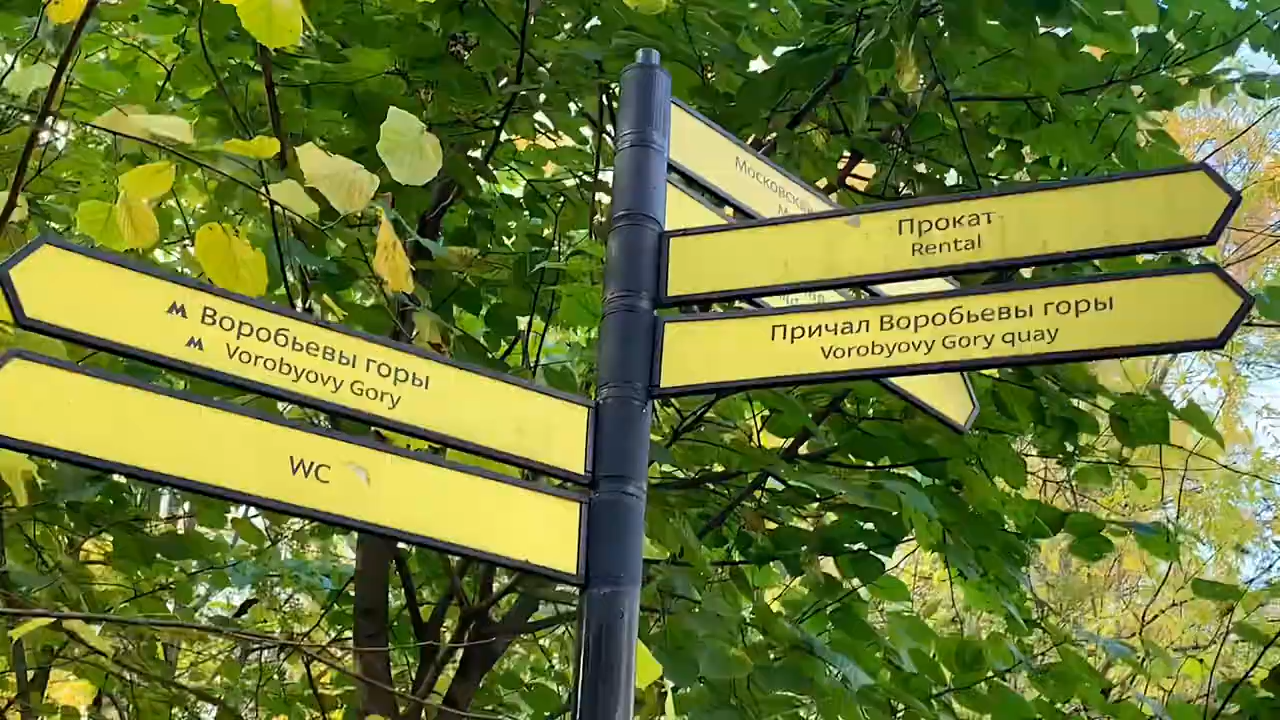 Прокат
Rental
Причал Воробьевы горы
Vorobyovy Gory quay
М Воробьевы горы
М Vorobyovy Gory
WC